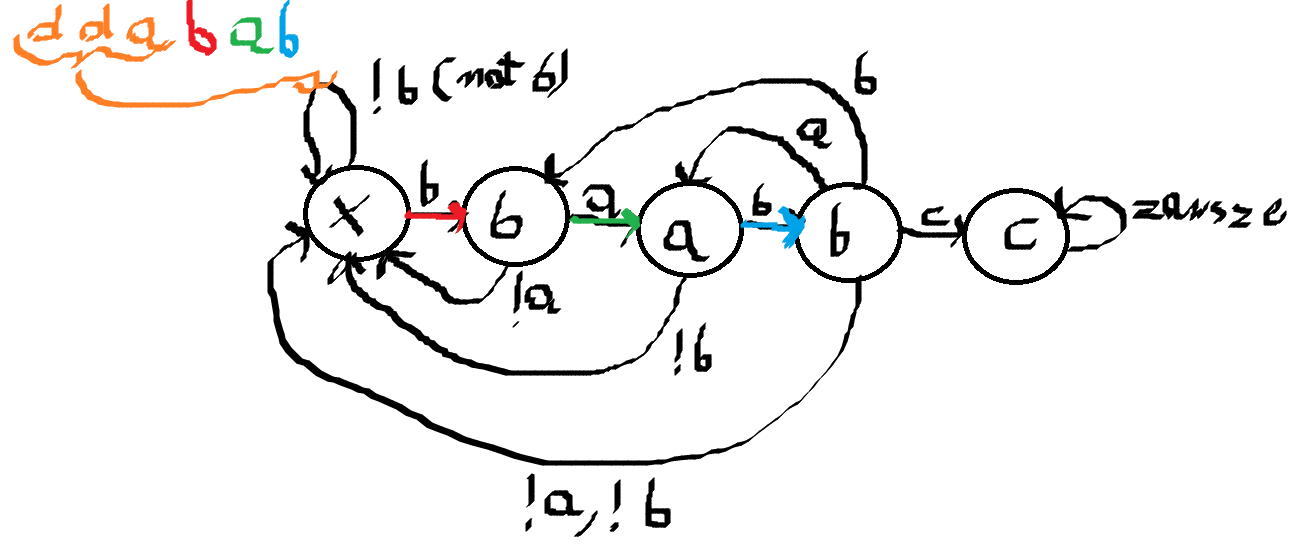 ddabab
!b (not b)
b
a
b a b c zawsze
x b a b c
!a
!b
!a, !b